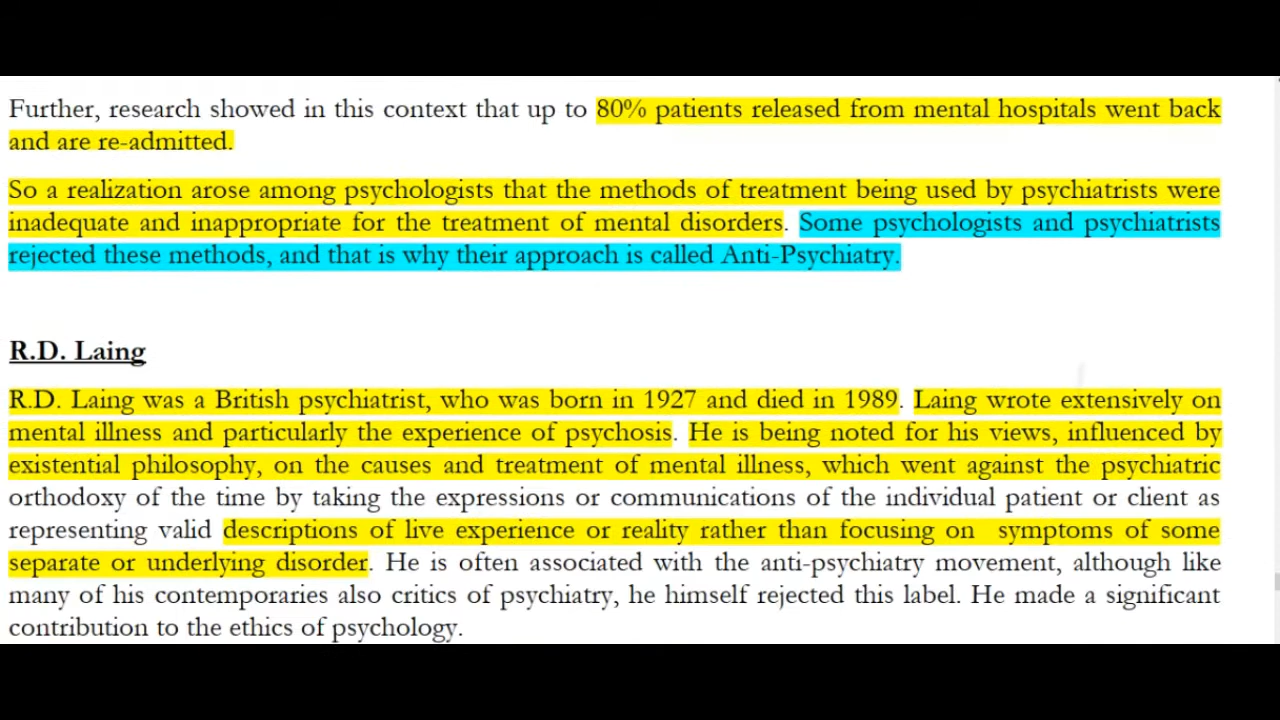 Further, research showed in this context that up to 80% patients released from mental hospitals went back
and are re-admitted.
So a realization arose among psychologists that the methods of treatment being used by psychiatrists were
inadequate and inappropriate for the treatment of mental disorders. Some psychologists and psychiatrists
rejected these methods, and that is why their approach is called Anti-Psychiatry.
R.D. Laing
R.D. Laing was a British psychiatrist, who was born in 1927 and died in 1989. Laing wrote extensively on
mental illness and particularly the experience of psychosis. He is being noted for his views, influenced by
existential philosophy, on the causes and treatment of mental illness, which went against the psychiatric
orthodoxy of the time by taking the expressions or communications of the individual patient or client as
representing valid descriptions of live experience or reality rather than focusing on symptoms of some
separate or underlying disorder. He is often associated with the anti-psychiatry movement, although like
many of his contemporaries also critics of psychiatry, he himself rejected this label. He made a significant
contribution to the ethics of psychology.